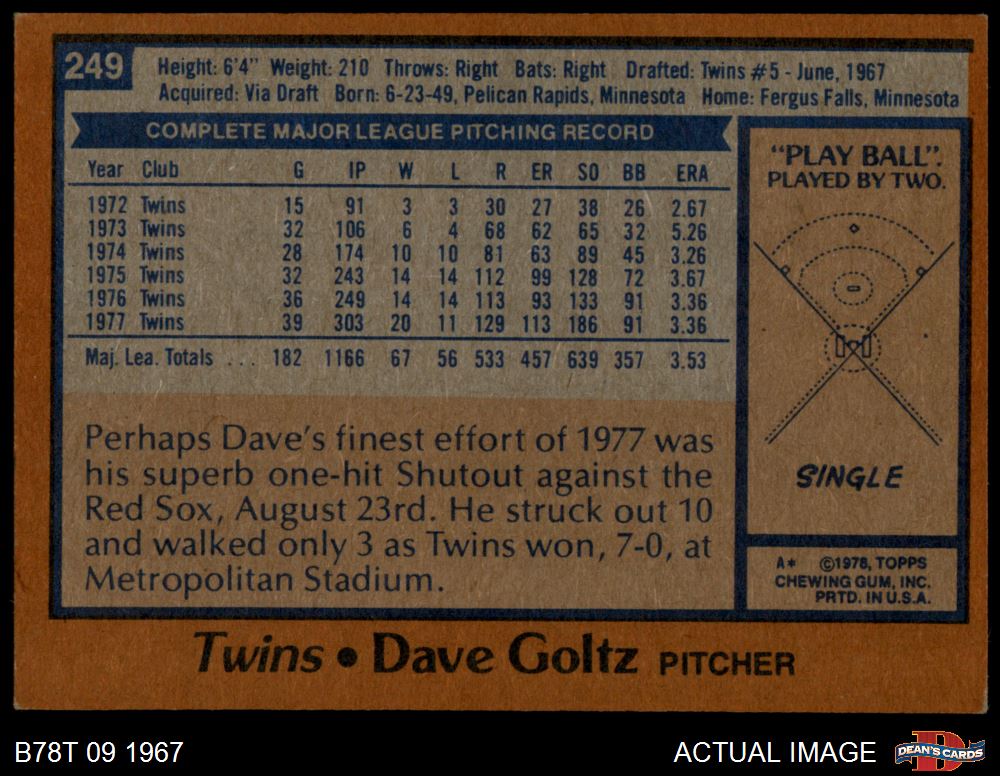 249
Height: 6'4" Weight: 210 Throws: Right Bats: Right Drafted: Twins #5 - June, 1967
Acquired: Via Draft Born: 6-23-49, Pelican Rapids, Minnesota Home: Fergus Falls, Minnesota
COMPLETE MAJOR LEAGUE PITCHING RECORD
Year Club G IP W L R ER SO BB ERA
1972 Twins 15 91 3 3 30 27 38 26 2.67
1973 Twins 32 106 6 4 68 62 65 32 5.26
1974 Twins 28 174 10 10 81 63 89 45 3.26
1975 Twins 32 243 14 14 112 99 128 72 3.67
1976 Twins 36 249 14 14 113 93 133 91 3.36
1977 Twins 39 303 20 11 129 113 186 91 3.36
Maj. Lea. Totals ... 182 1166 67 56 533 457 639 357 3.53
Perhaps Dave's finest effort of 1977 was
his superb one-hit Shutout against the
Red Sox, August 23rd. He struck out 10
and walked only 3 as Twins won, 7-0, at
Metropolitan Stadium.
"PLAY BALL".
PLAYED BY TWO.
SINGLE
A* ©1978, TOPPS
CHEWING GUM, INC.
PRTD. IN U.S.A.
Twins • Dave Goltz PITCHER
B78T 09 1967
ACTUAL IMAGE
DEAN'S CARDS